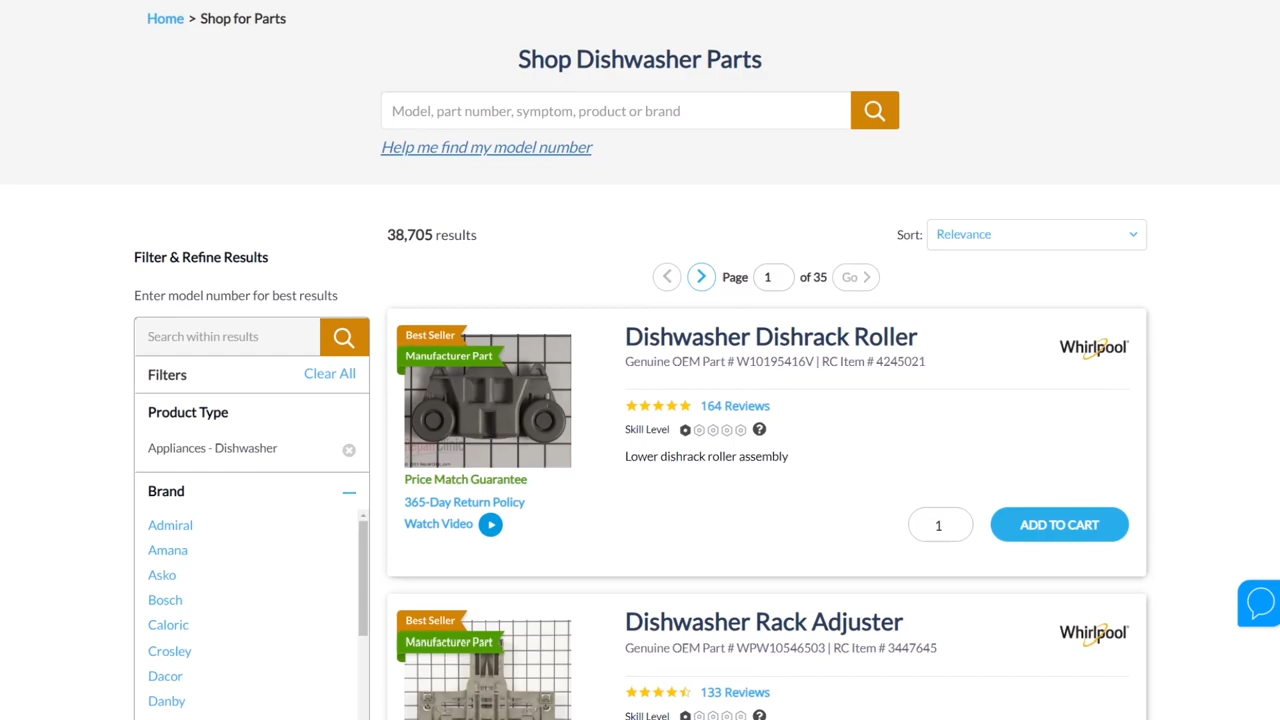 Home > Shop for Parts
Shop Dishwasher Parts
Model, part number, symptom, product or brand
Help me find my model number
38,705 results
Sort:
Relevance
Page 1 of 35 Go
Filter & Refine Results
Enter model number for best results
Search within results
Filters
Clear All
Product Type
Appliances - Dishwasher
Brand
Admiral
Amana
Asko
Bosch
Caloric
Crosley
Dacor
Danby
Best Seller
Manufacturer Part
Price Match Guarantee
365-Day Return Policy
Watch Video
Dishwasher Dishrack Roller
Genuine OEM Part # W10195416V | RC Item # 4245021
Whirlpool
164 Reviews
Skill Level
?
Lower dishrack roller assembly
1
ADD TO CART
Best Seller
Manufacturer Part
Dishwasher Rack Adjuster
Genuine OEM Part # WPW10546503 | RC Item # 3447645
Whirlpool
133 Reviews
Skill Level
?